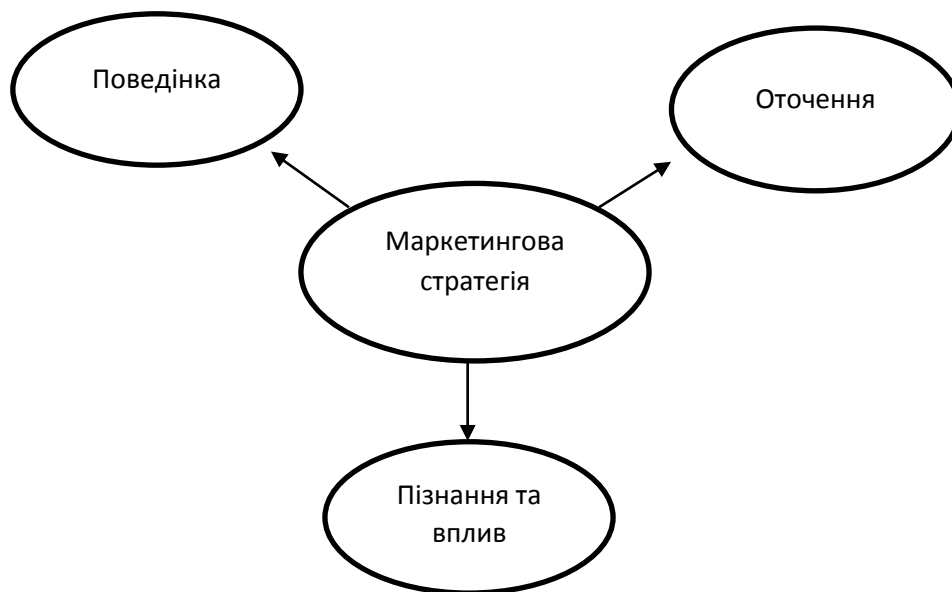 Поведінка
Оточення
Маркетингова
стратегія
Пізнання та
вплив